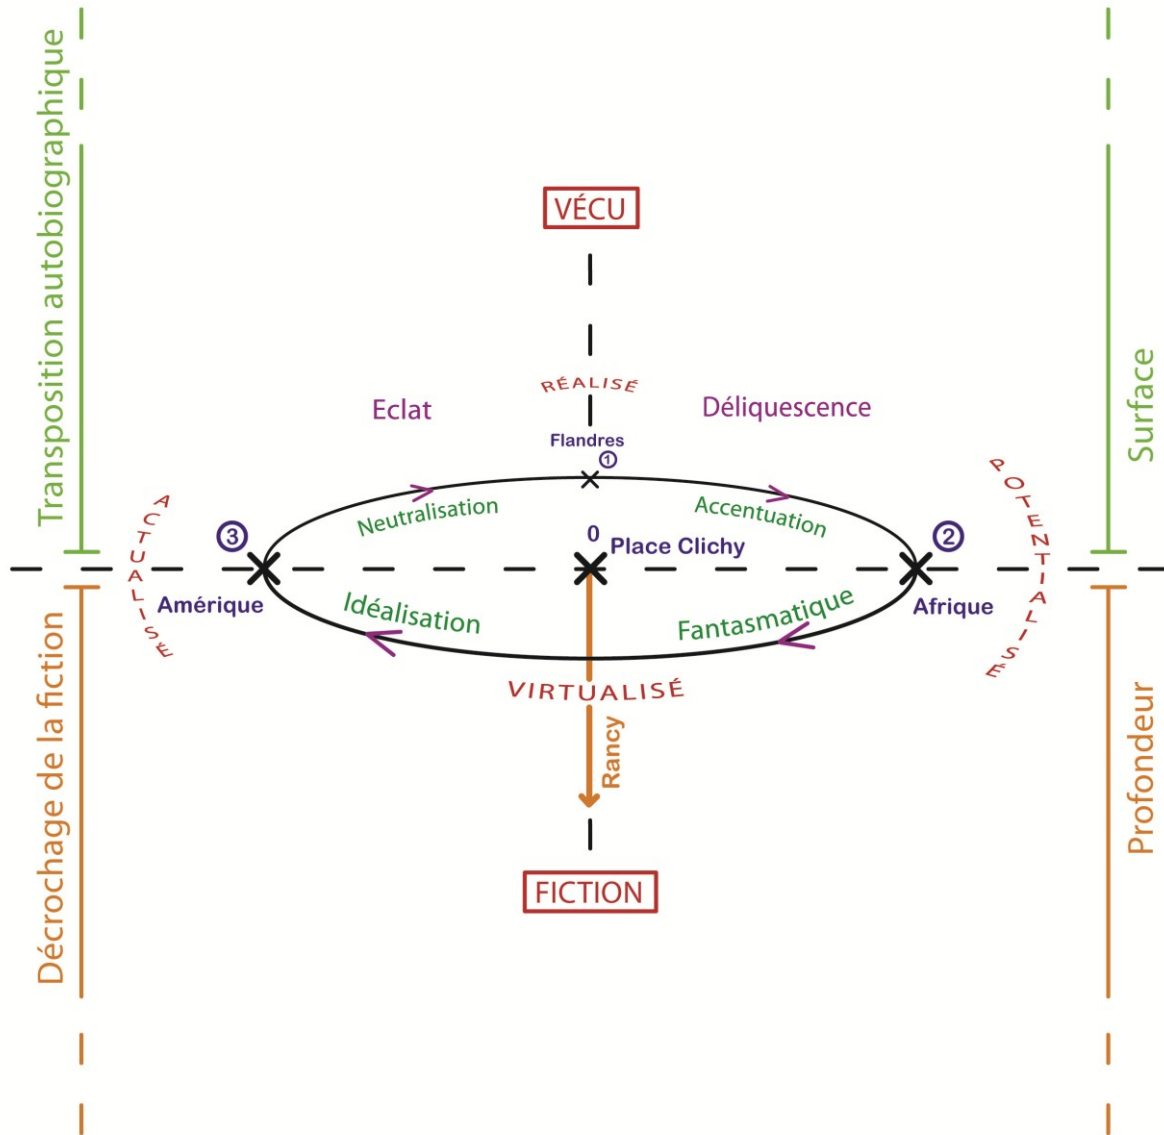 Transposition autobiographique
VÉCU
RÉALISÉ
Eclat
Déliquescence
Surface
Flandres
1
Neutralisation
Accentuation
ACTUALISÉ
POTENTIALISÉ
3
0
Place Clichy
2
Amérique
Afrique
Idéalisation
Fantasmatique
VIRTUALISÉ
Rancy
Décrochage de la fiction
Profondeur
FICTION